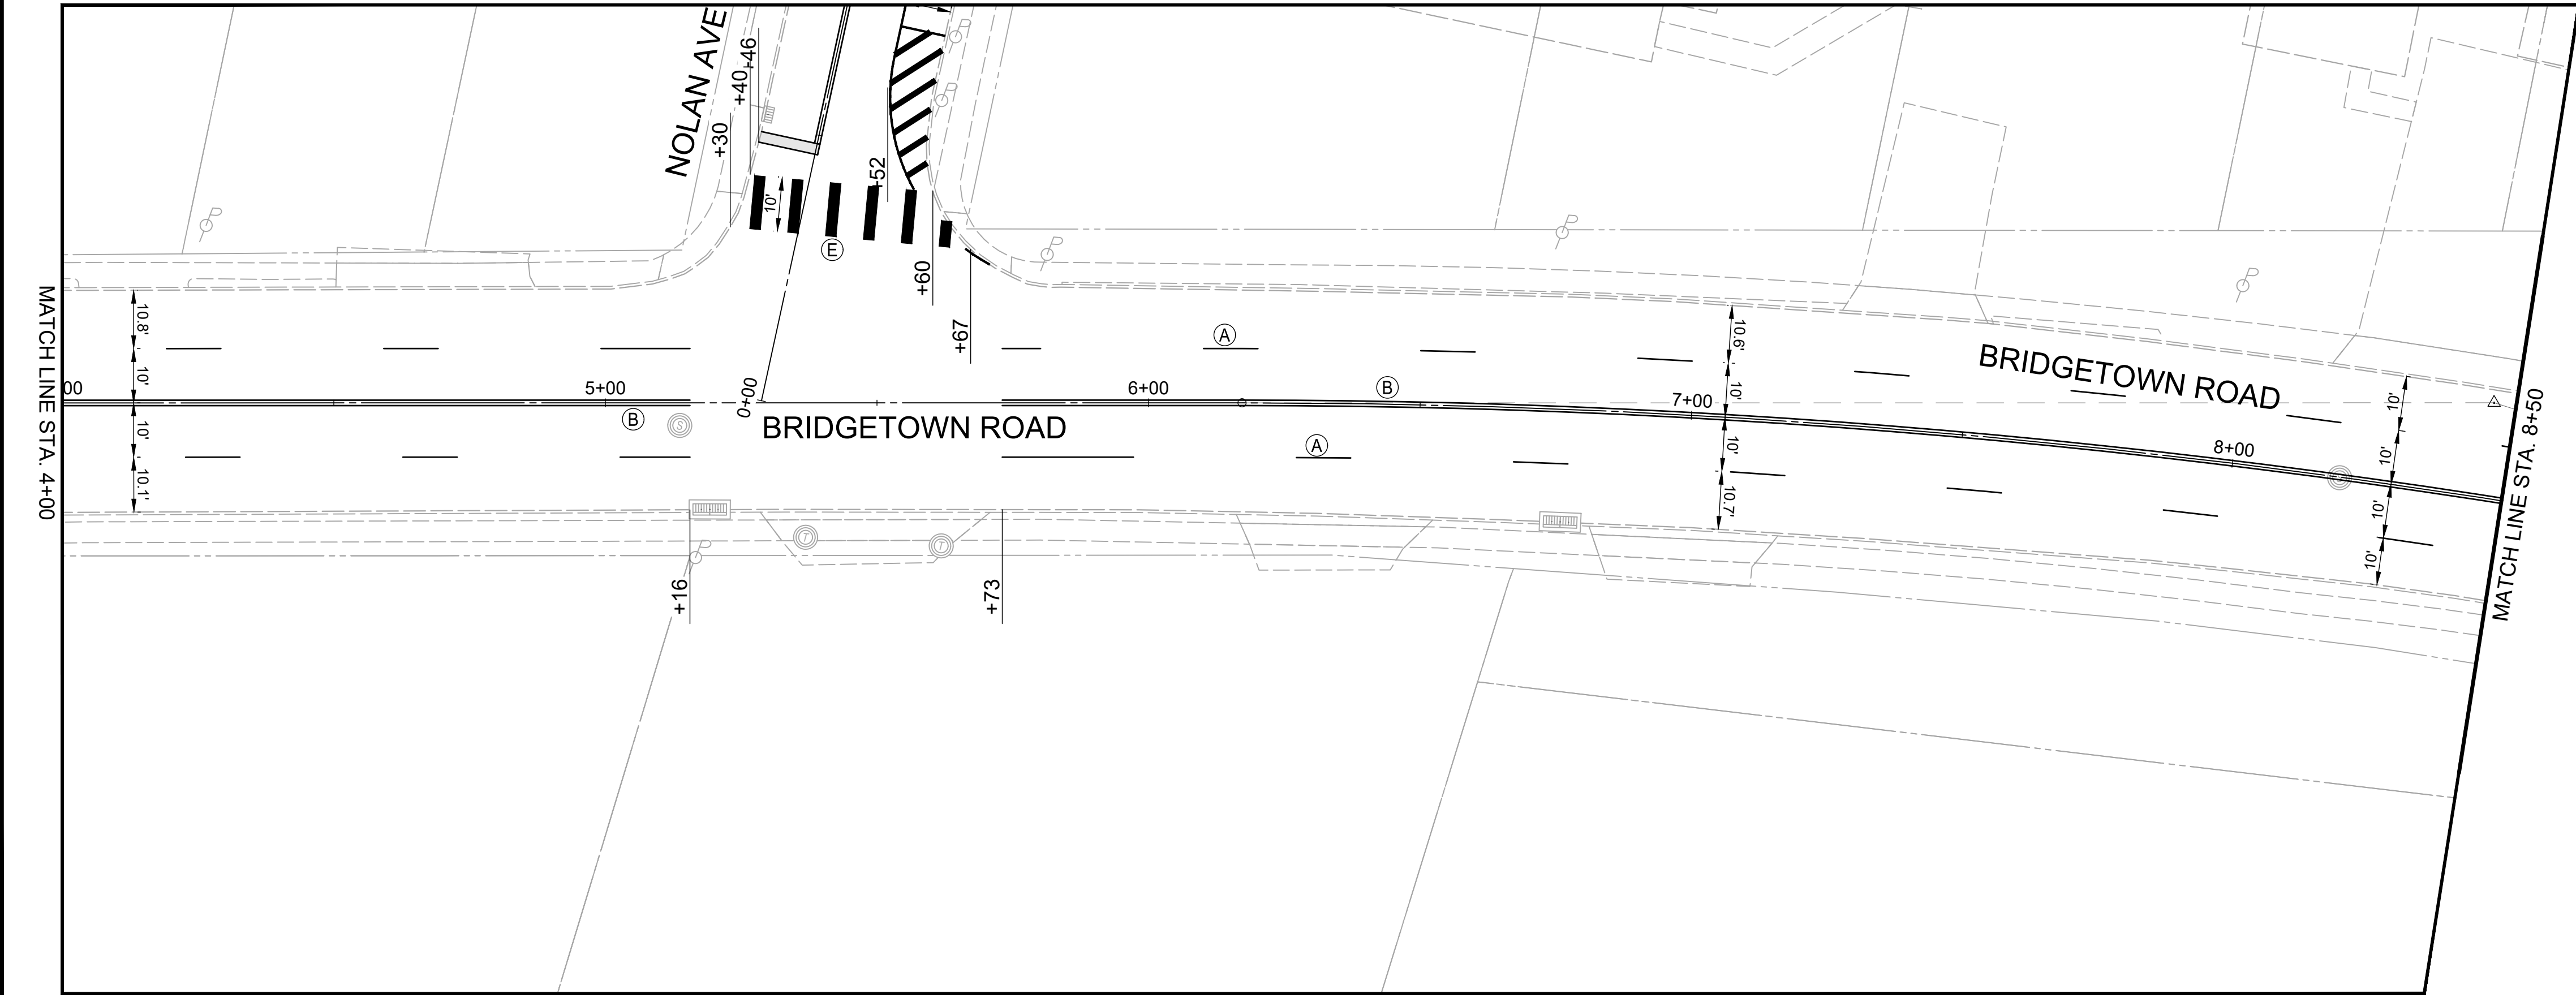 NOLAN AVE
+46
+40
+30
+52
10'
E
+60
+67
MATCH LINE STA. 4+00
10.8'
10'
10'
10.1'
00
5+00
B
S
0+00
BRIDGETOWN ROAD
6+00
A
B
A
7+00
10.6'
10'
10'
10.7'
BRIDGETOWN ROAD
8+00
10'
10'
10'
10'
MATCH LINE STA. 8+50
T
T
+16
+73